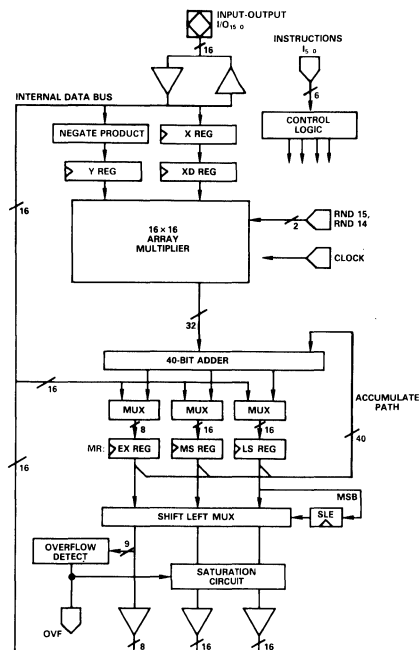 INPUT-OUTPUT
I/O15 0
16
INSTRUCTIONS
I5 0
6
INTERNAL DATA BUS
CONTROL
LOGIC
NEGATE PRODUCT
X REG
Y REG
XD REG
16
16 × 16
ARRAY
MULTIPLIER
2
RND 15,
RND 14
CLOCK
32
40-BIT ADDER
16
ACCUMULATE
PATH
MUX
MUX
MUX
8
16
16
40
MR:
EX REG
MS REG
LS REG
16
MSB
SHIFT LEFT MUX
SLE
OVERFLOW
DETECT
9
SATURATION
CIRCUIT
OVF
8
16
16